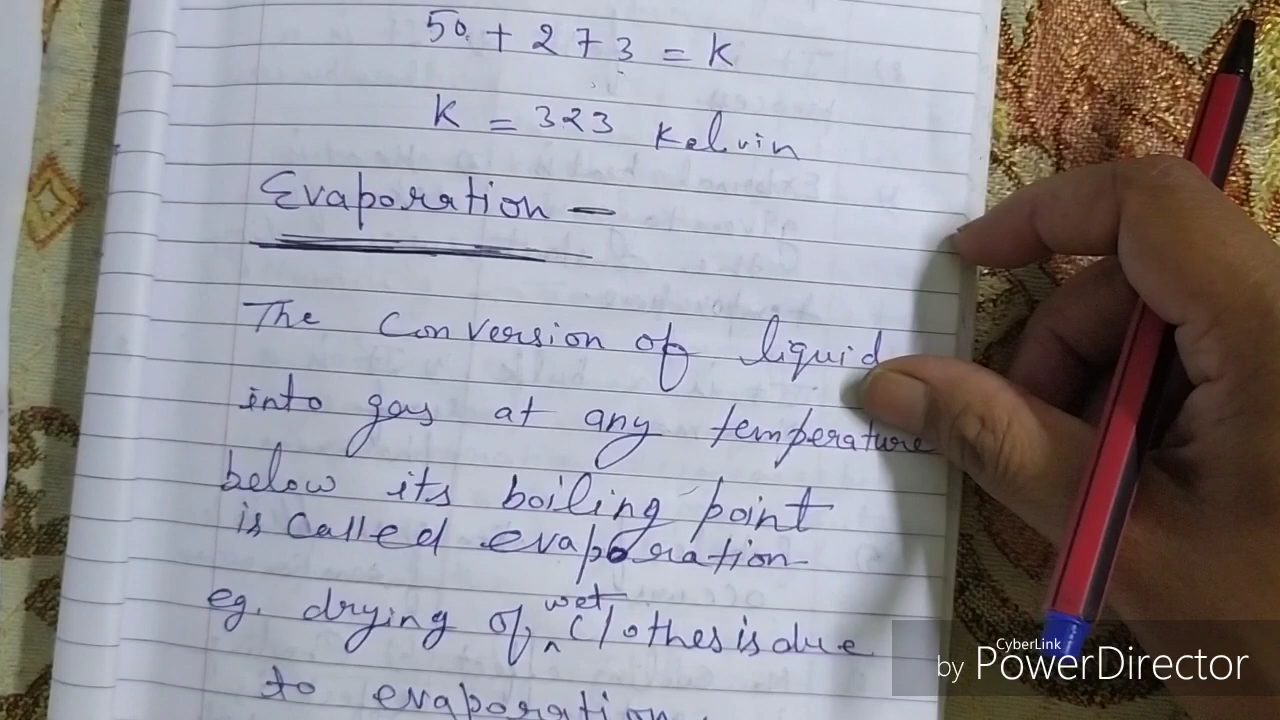 50 + 273 = K
K = 323 Kelvin
Evaporation –
The conversion of liquid
into gas at any temperature
below its boiling point
is called evaporation
eg. drying of wet clothes is due
to evaporation.
CyberLink
by PowerDirector